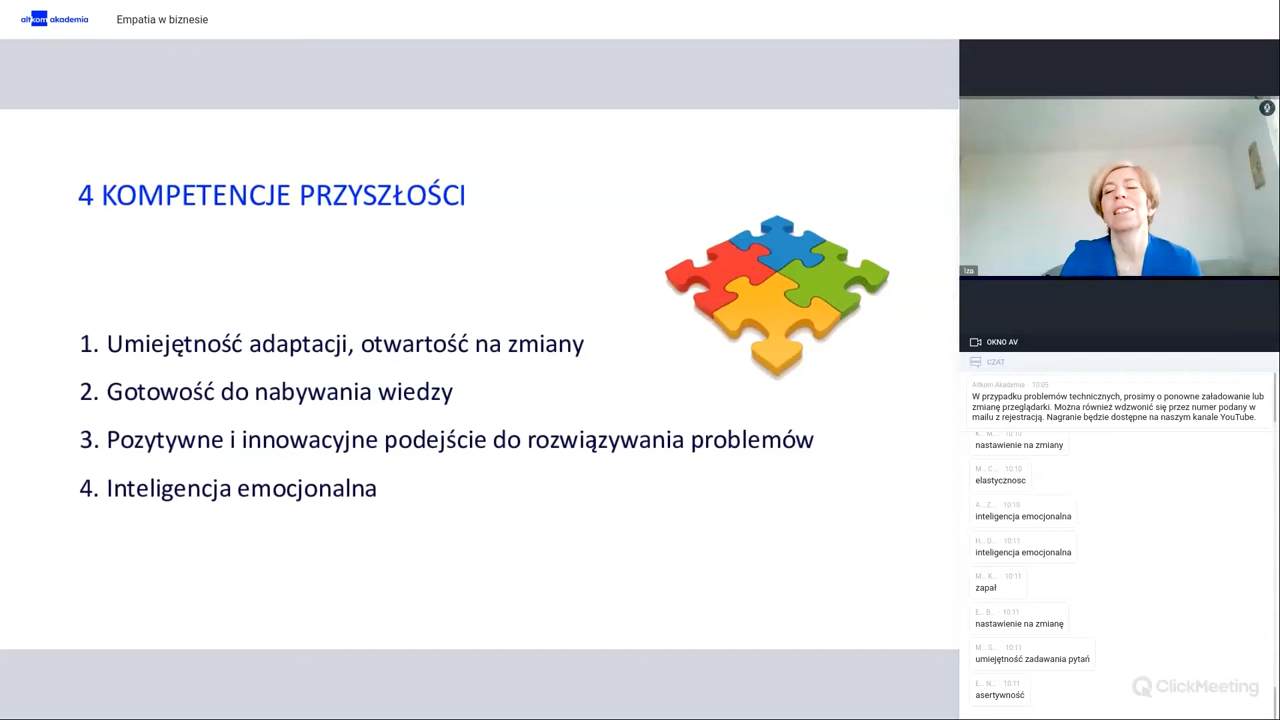 altkom akademia
Empatia w biznesie
4 KOMPETENCJE PRZYSZŁOŚCI
1. Umiejętność adaptacji, otwartość na zmiany
2. Gotowość do nabywania wiedzy
3. Pozytywne i innowacyjne podejście do rozwiązywania problemów
4. Inteligencja emocjonalna
Iza
OKNO AV
CZAT
Altkom Akademia · 10:05
W przypadku problemów technicznych, prosimy o ponowne załadowanie lub
zmianę przeglądarki. Można również wdzwonić się przez numer podany w
mailu z rejestracją. Nagranie będzie dostępne na naszym kanale YouTube.
K... M... · 10:10
nastawienie na zmiany
M... C... · 10:10
elastycznosc
A... Z... · 10:10
inteligencja emocjonalna
H... D... · 10:11
inteligencja emocjonalna
M... K... · 10:11
zapał
E... B... · 10:11
nastawienie na zmianę
M... G... · 10:11
umiejętność zadawania pytań
E... N... · 10:11
asertywność
ClickMeeting